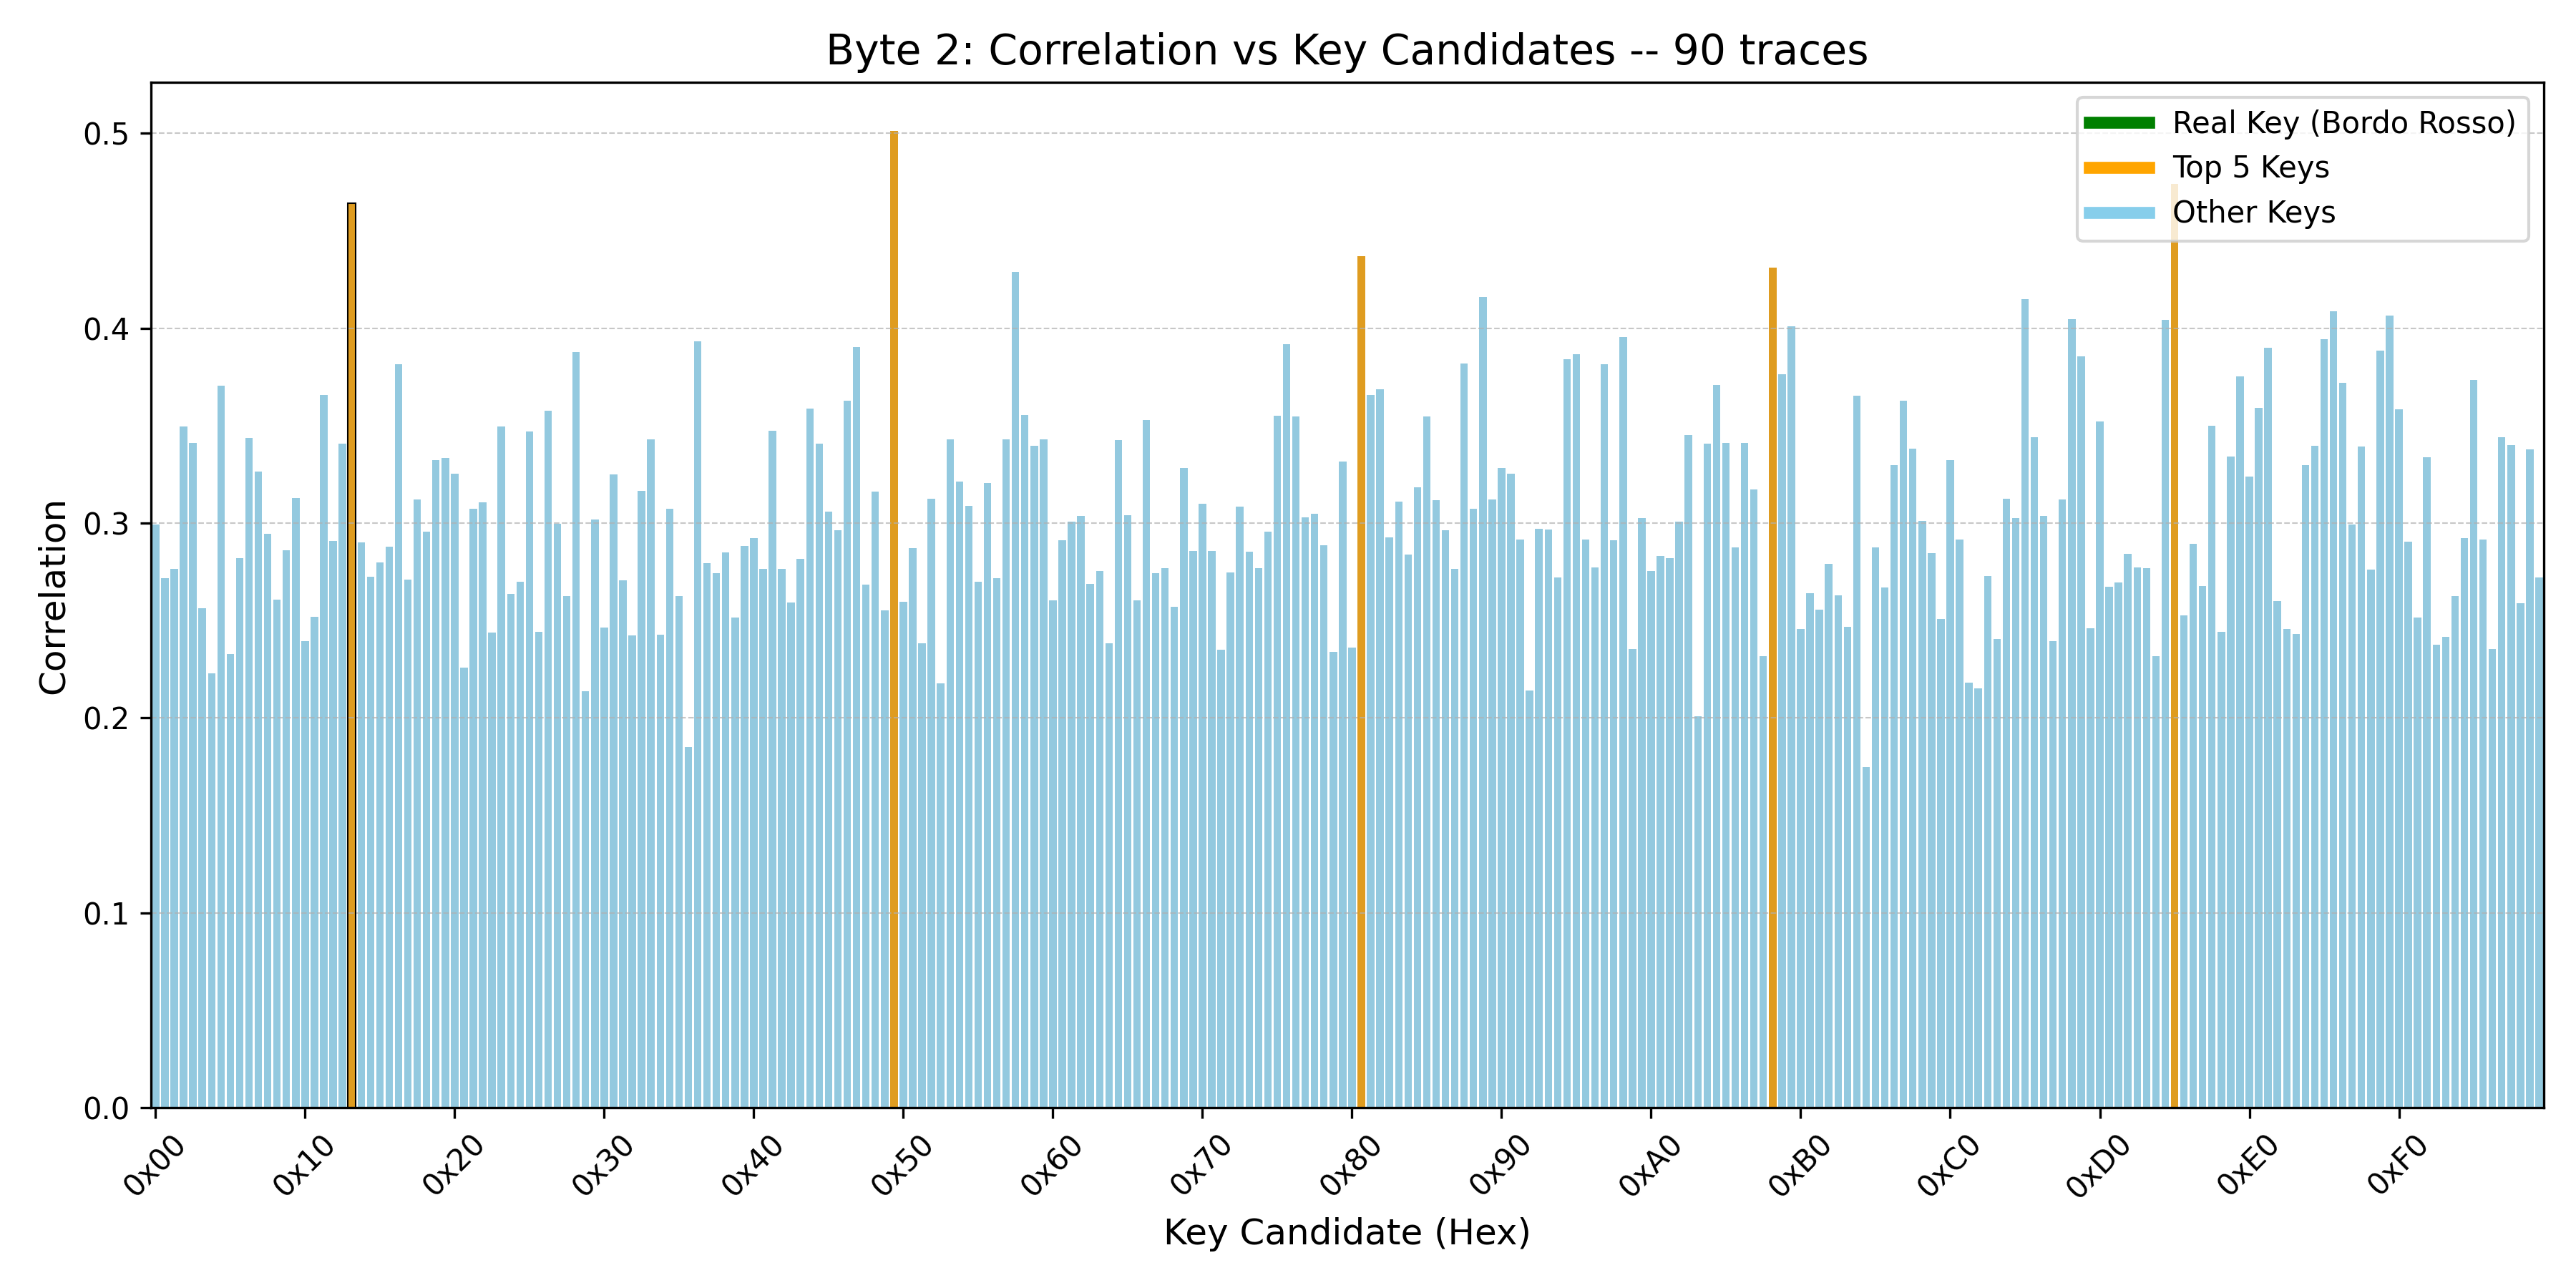 Byte 2: Correlation vs Key Candidates -- 90 traces
Real Key (Bordo Rosso)
Top 5 Keys
Other Keys
Correlation
0.5
0.4
0.3
0.2
0.1
0.0
0x00 0x10 0x20 0x30 0x40 0x50 0x60 0x70 0x80 0x90 0xA0 0xB0 0xC0 0xD0 0xE0 0xF0
Key Candidate (Hex)